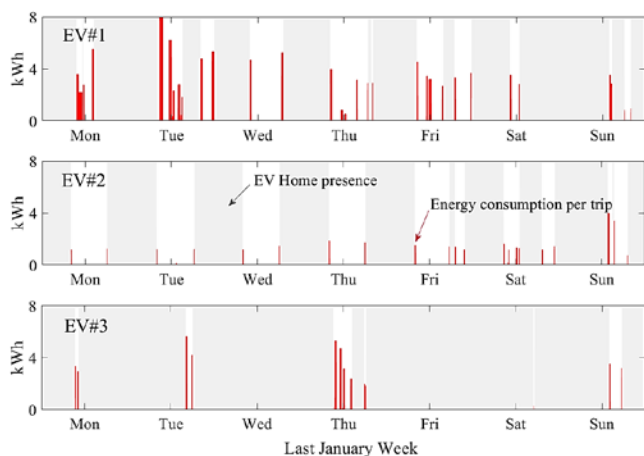 8
EV#1
kWh
4
0
Mon Tue Wed Thu Fri Sat Sun
8
EV#2
EV Home presence
kWh
4
Energy consumption per trip
0
Mon Tue Wed Thu Fri Sat Sun
8
EV#3
kWh
4
0
Mon Tue Wed Thu Fri Sat Sun
Last January Week